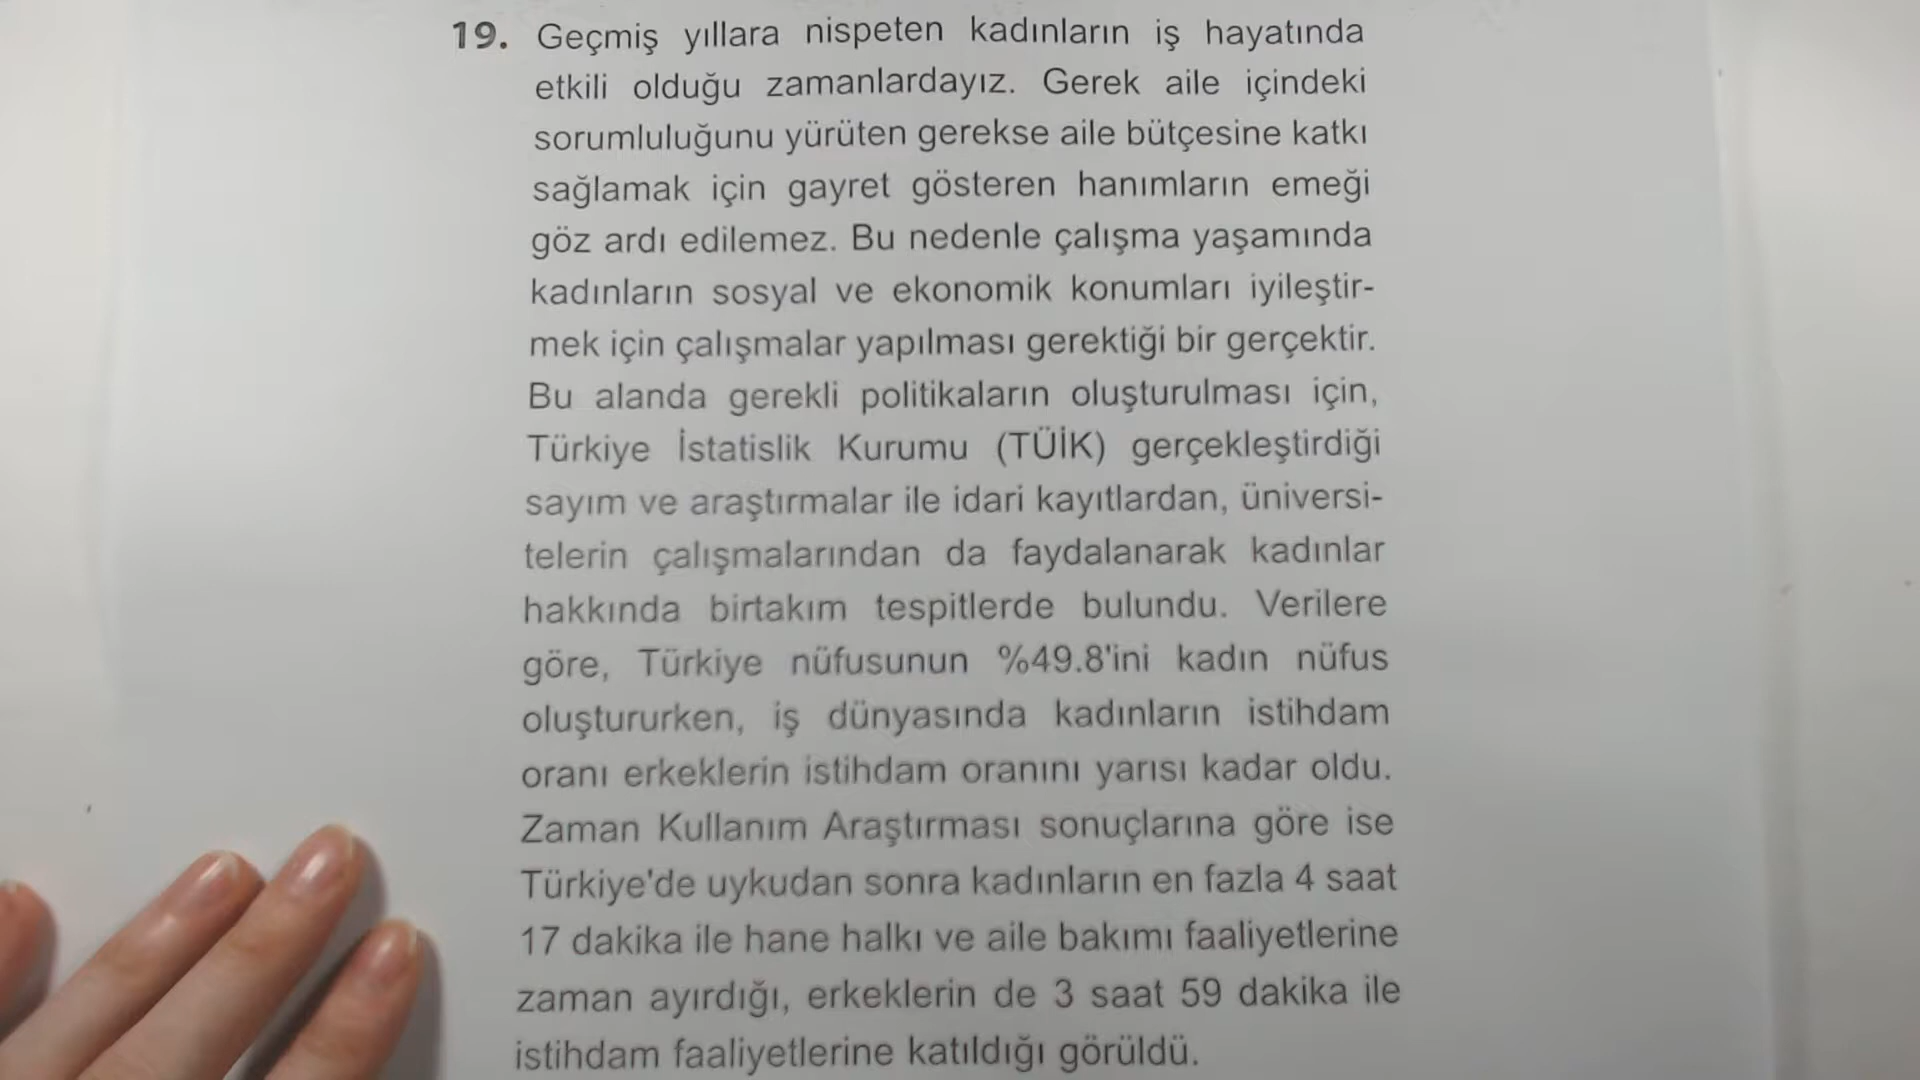 19. Geçmiş yıllara nispeten kadınların iş hayatında
etkili olduğu zamanlardayız. Gerek aile içindeki
sorumluluğunu yürüten gerekse aile bütçesine katkı
sağlamak için gayret gösteren hanımların emeği
göz ardı edilemez. Bu nedenle çalışma yaşamında
kadınların sosyal ve ekonomik konumları iyileştir-
mek için çalışmalar yapılması gerektiği bir gerçektir.
Bu alanda gerekli politikaların oluşturulması için,
Türkiye İstatislik Kurumu (TÜİK) gerçekleştirdiği
sayım ve araştırmalar ile idari kayıtlardan, üniversi-
telerin çalışmalarından da faydalanarak kadınlar
hakkında birtakım tespitlerde bulundu. Verilere
göre, Türkiye nüfusunun %49.8'ini kadın nüfus
oluştururken, iş dünyasında kadınların istihdam
oranı erkeklerin istihdam oranını yarısı kadar oldu.
Zaman Kullanım Araştırması sonuçlarına göre ise
Türkiye'de uykudan sonra kadınların en fazla 4 saat
17 dakika ile hane halkı ve aile bakımı faaliyetlerine
zaman ayırdığı, erkeklerin de 3 saat 59 dakika ile
istihdam faaliyetlerine katıldığı görüldü.